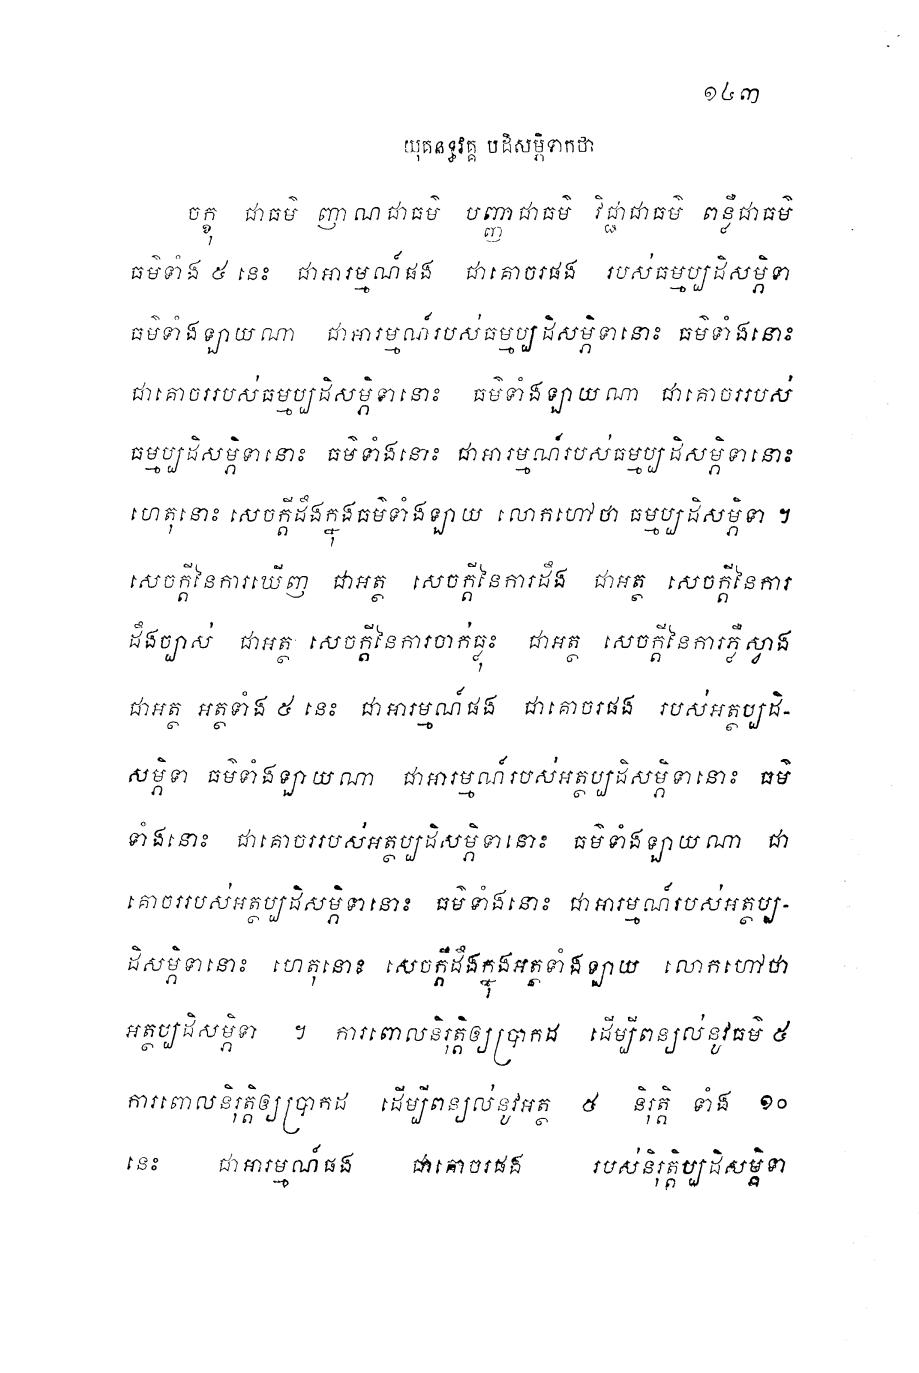 ១៤៣
យុគនទ្ធវគ្គ បដិសម្ភិទាកថា
ចក្ខុ ជាធម៌ ញាណជាធម៌ បញ្ញាជាធម៌ វិជ្ជាជាធម៌ ពន្លឺជាធម៌
ធម៌ទាំង ៥ នេះ ជាអារម្មណ៍ផង ជាគោចរផង របស់ធម្មប្បដិសម្ភិទា
ធម៌ទាំងឡាយណា ជាអារម្មណ៍របស់ធម្មប្បដិសម្ភិទានោះ ធម៌ទាំងនោះ
ជាគោចររបស់ធម្មប្បដិសម្ភិទានោះ ធម៌ទាំងឡាយណា ជាគោចររបស់
ធម្មប្បដិសម្ភិទានោះ ធម៌ទាំងនោះ ជាអារម្មណ៍របស់ធម្មប្បដិសម្ភិទានោះ
ហេតុនោះ សេចក្តីដឹងក្នុងធម៌ទាំងឡាយ លោកហៅថា ធម្មប្បដិសម្ភិទា ។
សេចក្តីនៃការឃើញ ជាអត្ថ សេចក្តីនៃការដឹង ជាអត្ថ សេចក្តីនៃការ
ដឹងច្បាស់ ជាអត្ថ សេចក្តីនៃការចាក់ធ្លុះ ជាអត្ថ សេចក្តីនៃការភ្លឺស្វាង
ជាអត្ថ អត្ថទាំង ៥ នេះ ជាអារម្មណ៍ផង ជាគោចរផង របស់អត្ថប្បដិ-
សម្ភិទា ធម៌ទាំងឡាយណា ជាអារម្មណ៍របស់អត្ថប្បដិសម្ភិទានោះ ធម៌
ទាំងនោះ ជាគោចររបស់អត្ថប្បដិសម្ភិទានោះ ធម៌ទាំងឡាយណា ជា
គោចររបស់អត្ថប្បដិសម្ភិទានោះ ធម៌ទាំងនោះ ជាអារម្មណ៍របស់អត្ថប្ប-
ដិសម្ភិទានោះ ហេតុនោះ សេចក្តីដឹងក្នុងអត្ថទាំងឡាយ លោកហៅថា
អត្ថប្បដិសម្ភិទា ។ ការពោលនិរុត្តិឲ្យប្រាកដ ដើម្បីពន្យល់នូវធម៌ ៥
ការពោលនិរុត្តិឲ្យប្រាកដ ដើម្បីពន្យល់នូវអត្ថ ៥ និរុត្តិ ទាំង ១០
នេះ ជាអារម្មណ៍ផង ជាគោចរផង របស់និរុត្តិប្បដិសម្ភិទា